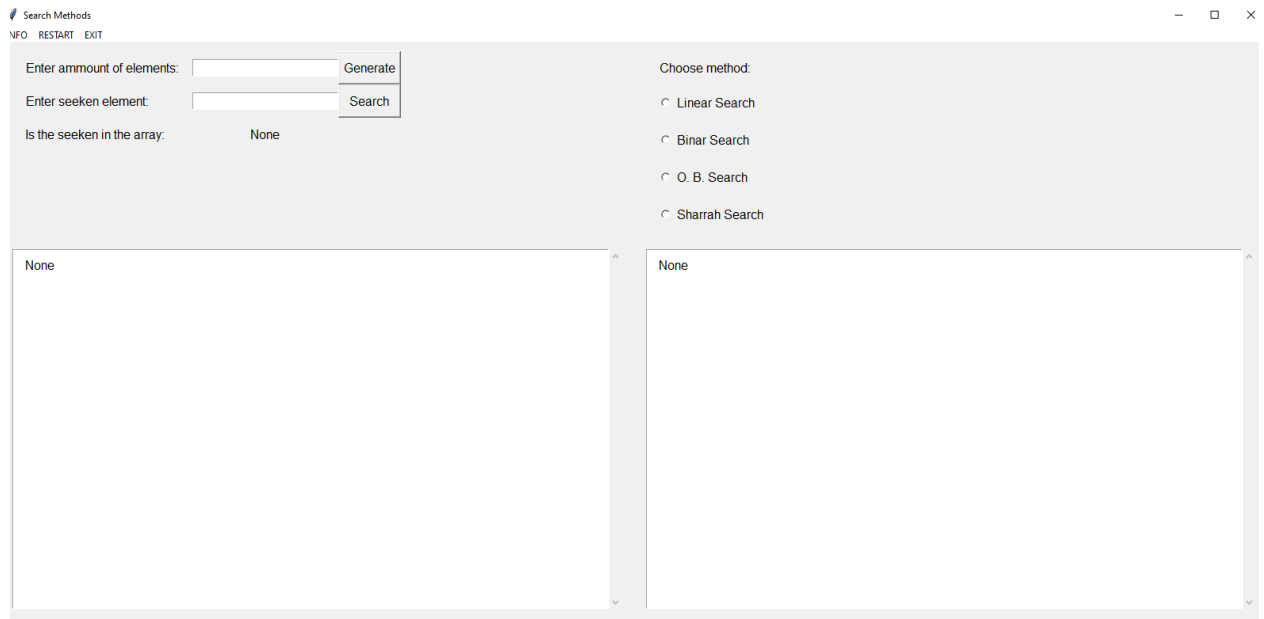 Search Methods
NFO RESTART EXIT
Enter ammount of elements: Generate
Enter seeken element: Search
Is the seeken in the array: None
Choose method:
Linear Search
Binar Search
O. B. Search
Sharrah Search
None
None